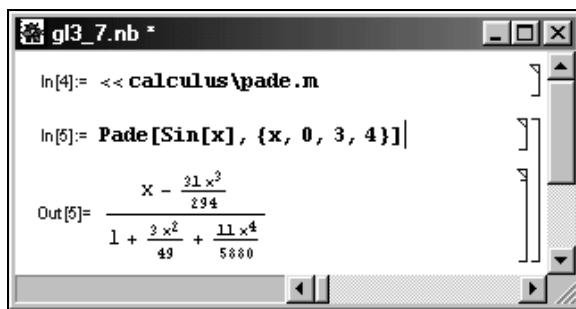 gl3_7.nb *
In[4]:= <<calculus\pade.m
In[5]:= Pade[Sin[x], {x, 0, 3, 4}]
Out[5]= (x - 31 x^3/294)/(1 + 3 x^2/49 + 11 x^4/5880)